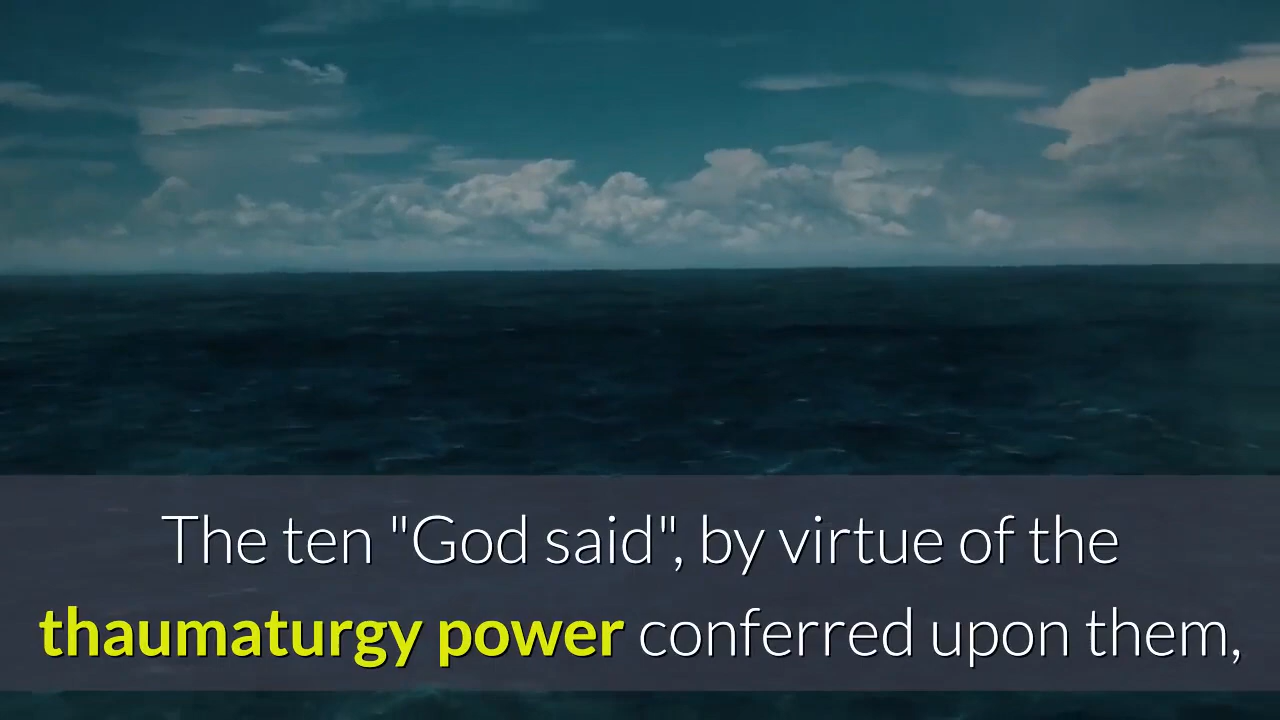 The ten "God said", by virtue of the
thaumaturgy power conferred upon them,